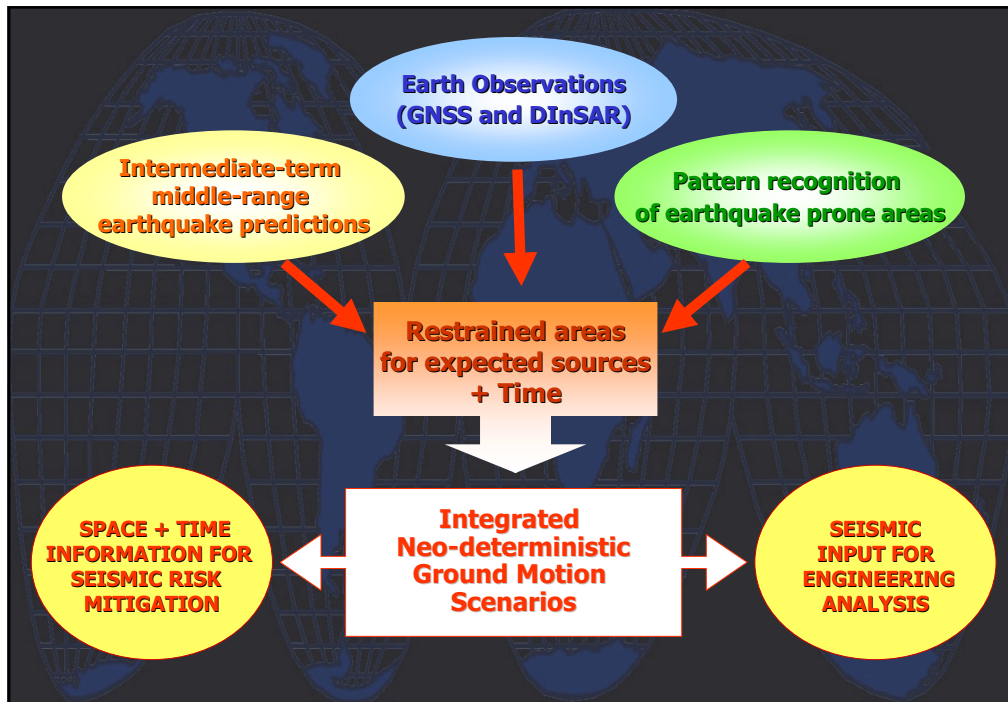 Earth Observations
(GNSS and DInSAR)
Intermediate-term
middle-range
earthquake predictions
Pattern recognition
of earthquake prone areas
Restrained areas
for expected sources
+ Time
Integrated
Neo-deterministic
Ground Motion
Scenarios
SPACE + TIME
INFORMATION FOR
SEISMIC RISK
MITIGATION
SEISMIC
INPUT FOR
ENGINEERING
ANALYSIS